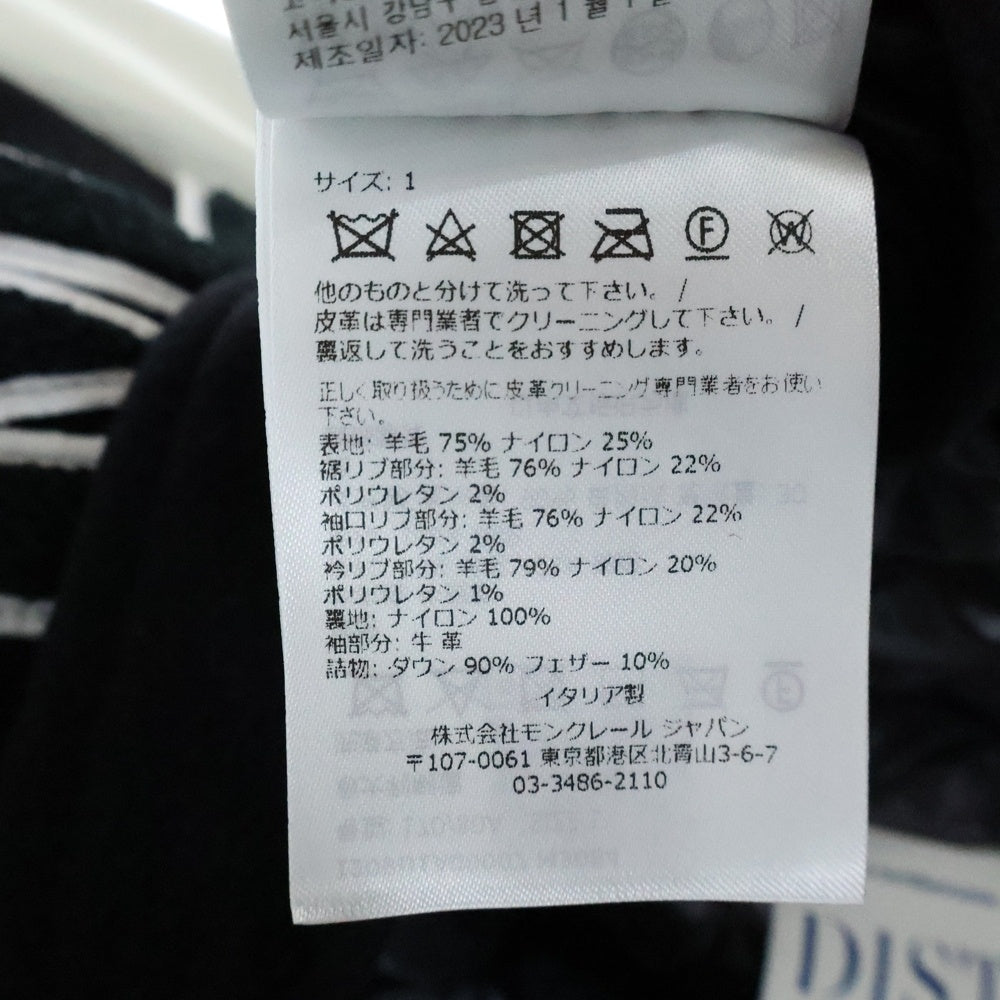 서울시 강남구
제조일자: 2023 년 1 월
サイズ: 1
F
W
他のものと分けて洗って下さい。 /
皮革は専門業者でクリーニングして下さい。 /
裏返して洗うことをおすすめします。
正しく取り扱うために皮革クリーニング専門業者をお使い
下さい。
表地: 羊毛 75% ナイロン 25%
裾リブ部分: 羊毛 76% ナイロン 22%
ポリウレタン 2%
袖口リブ部分: 羊毛 76% ナイロン 22%
ポリウレタン 2%
衿リブ部分: 羊毛 79% ナイロン 20%
ポリウレタン 1%
裏地: ナイロン 100%
袖部分: 牛 革
詰物: ダウン 90% フェザー 10%
イタリア製
株式会社モンクレール ジャパン
〒107-0061 東京都港区北青山3-6-7
03-3486-2110
DIST